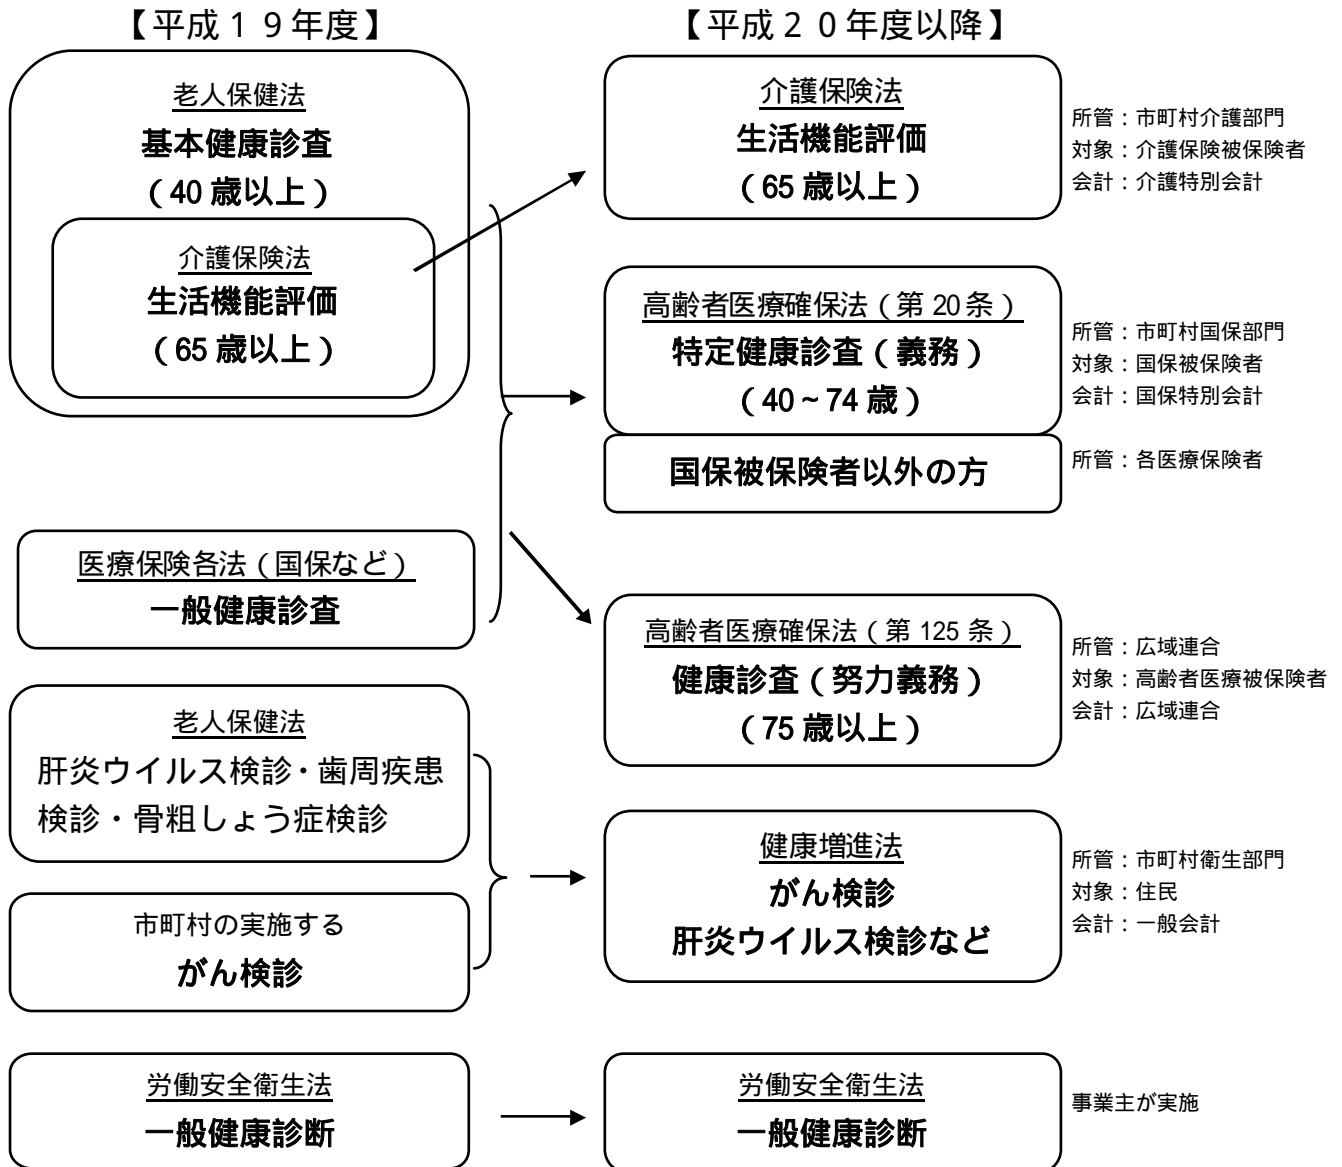 【平成１９年度】
老人保健法
基本健康診査
（40 歳以上）
介護保険法
生活機能評価
（65 歳以上）
医療保険各法（国保など）
一般健康診査
老人保健法
肝炎ウイルス検診・歯周疾患
検診・骨粗しょう症検診
市町村の実施する
がん検診
労働安全衛生法
一般健康診断
【平成２０年度以降】
介護保険法
生活機能評価
（65 歳以上）
所管：市町村介護部門
対象：介護保険被保険者
会計：介護特別会計
高齢者医療確保法（第 20 条）
特定健康診査（義務）
（40～74 歳）
所管：市町村国保部門
対象：国保被保険者
会計：国保特別会計
国保被保険者以外の方
所管：各医療保険者
高齢者医療確保法（第 125 条）
健康診査（努力義務）
（75 歳以上）
所管：広域連合
対象：高齢者医療被保険者
会計：広域連合
健康増進法
がん検診
肝炎ウイルス検診など
所管：市町村衛生部門
対象：住民
会計：一般会計
労働安全衛生法
一般健康診断
事業主が実施